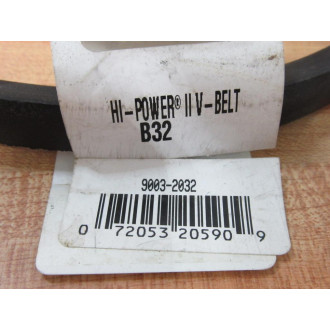 HI-POWER® II V-BELT
B32
9003-2032
0 72053 20590 9